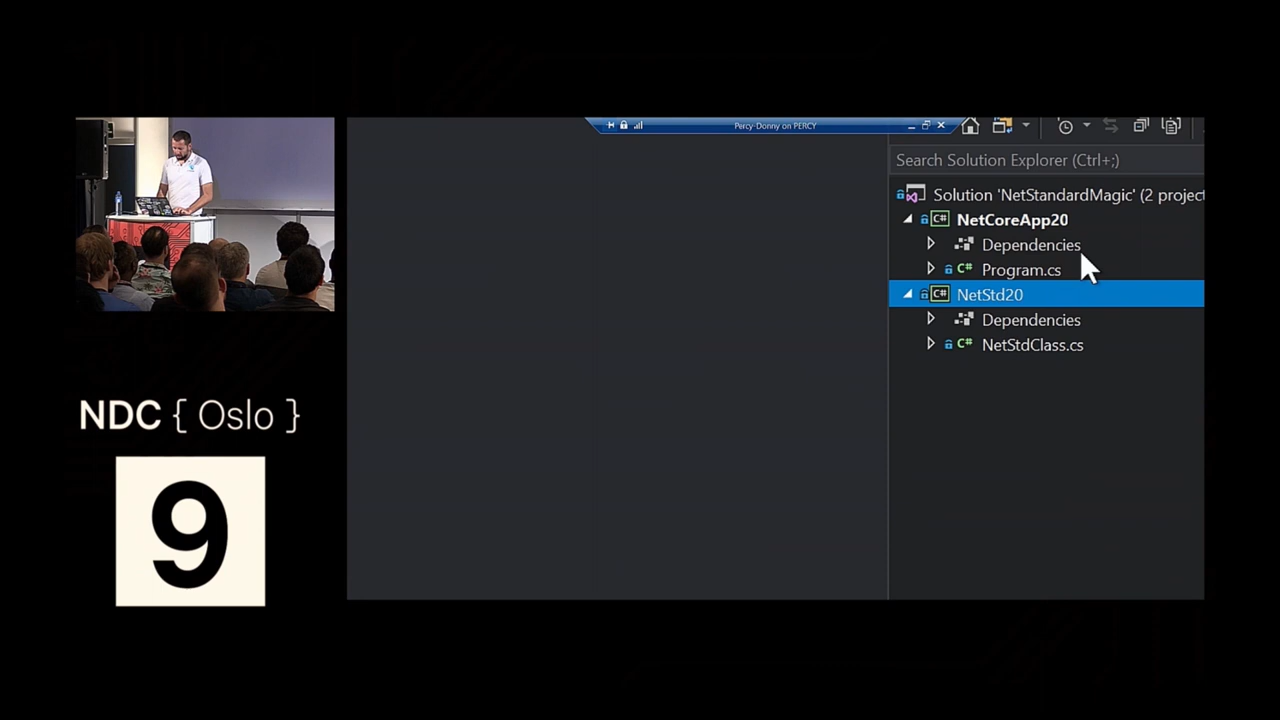 Percy-Donny on PERCY
Search Solution Explorer (Ctrl+;)
Solution 'NetStandardMagic' (2 project
C# NetCoreApp20
Dependencies
C# Program.cs
C# NetStd20
Dependencies
C# NetStdClass.cs
NDC { Oslo }
9